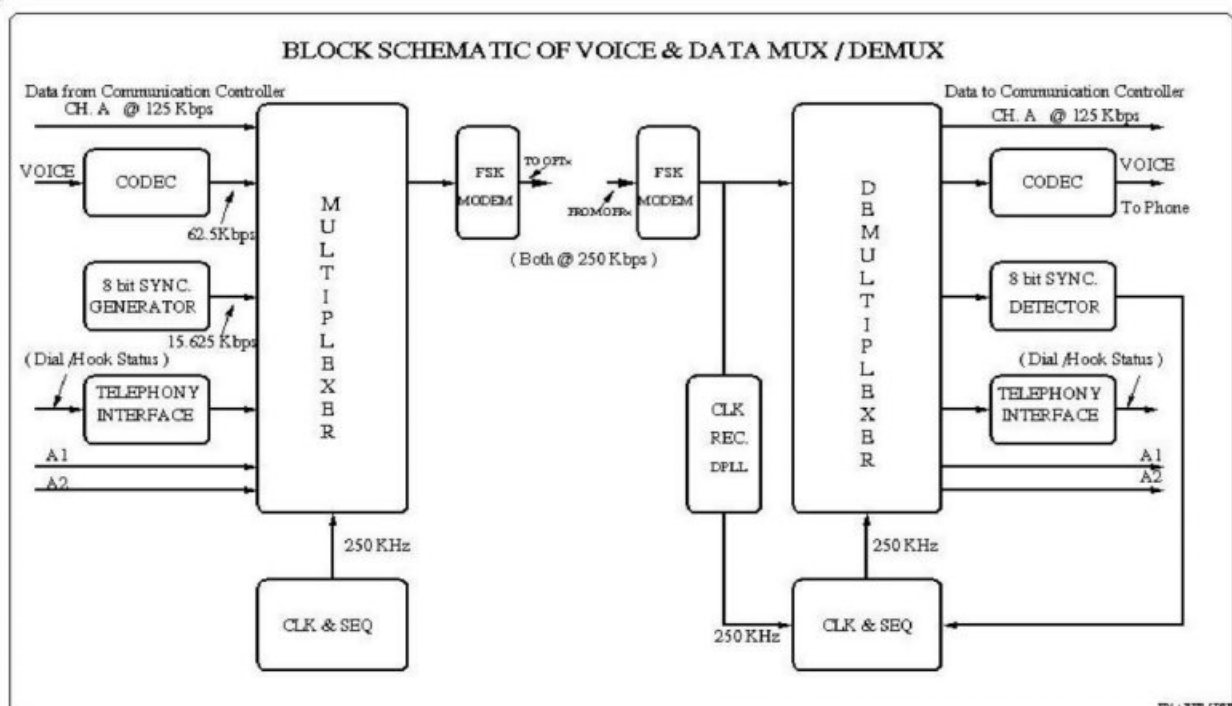 BLOCK SCHEMATIC OF VOICE & DATA MUX / DEMUX
Data from Communication Controller
CH. A @ 125 Kbps
VOICE
CODEC
62.5Kbps
8 bit SYNC.
GENERATOR
15.625 Kbps
( Dial /Hook Status )
TELEPHONY
INTERFACE
A1
A2
MULTIPLEXER
250 KHz
CLK & SEQ
FSK
MODEM
TO OFTx
FROM OFRx
FSK
MODEM
( Both @ 250 Kbps )
CLK
REC.
DPLL
250 KHz
DEMULTIPLEXER
250 KHz
CLK & SEQ
Data to Communication Controller
CH. A @ 125 Kbps
CODEC
VOICE
To Phone
8 bit SYNC.
DETECTOR
( Dial /Hook Status )
TELEPHONY
INTERFACE
A1
A2